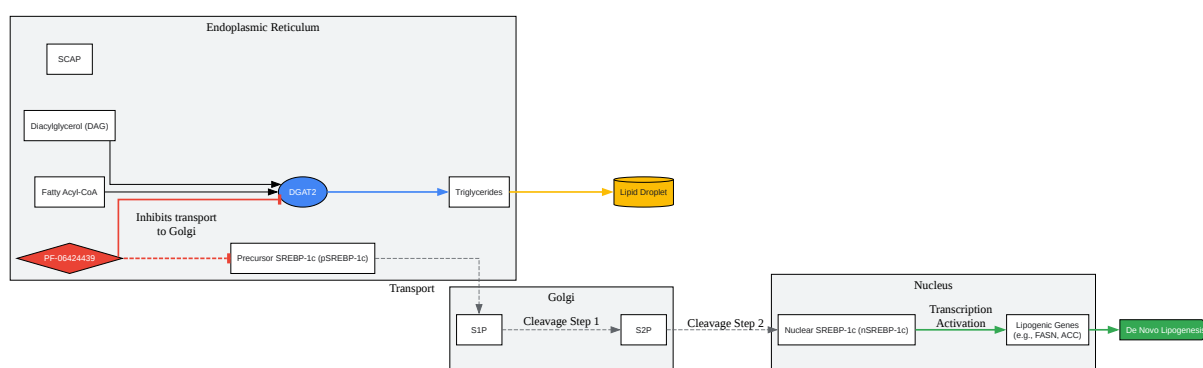 Endoplasmic Reticulum
SCAP
Diacylglycerol (DAG)
Fatty Acyl-CoA
DGAT2
Triglycerides
Lipid Droplet
Inhibits transport
to Golgi
PF-06424439
Precursor SREBP-1c (pSREBP-1c)
Transport
Golgi
S1P
Cleavage Step 1
S2P
Cleavage Step 2
Nucleus
Nuclear SREBP-1c (nSREBP-1c)
Transcription
Activation
Lipogenic Genes
(e.g., FASN, ACC)
De Novo Lipogenesis